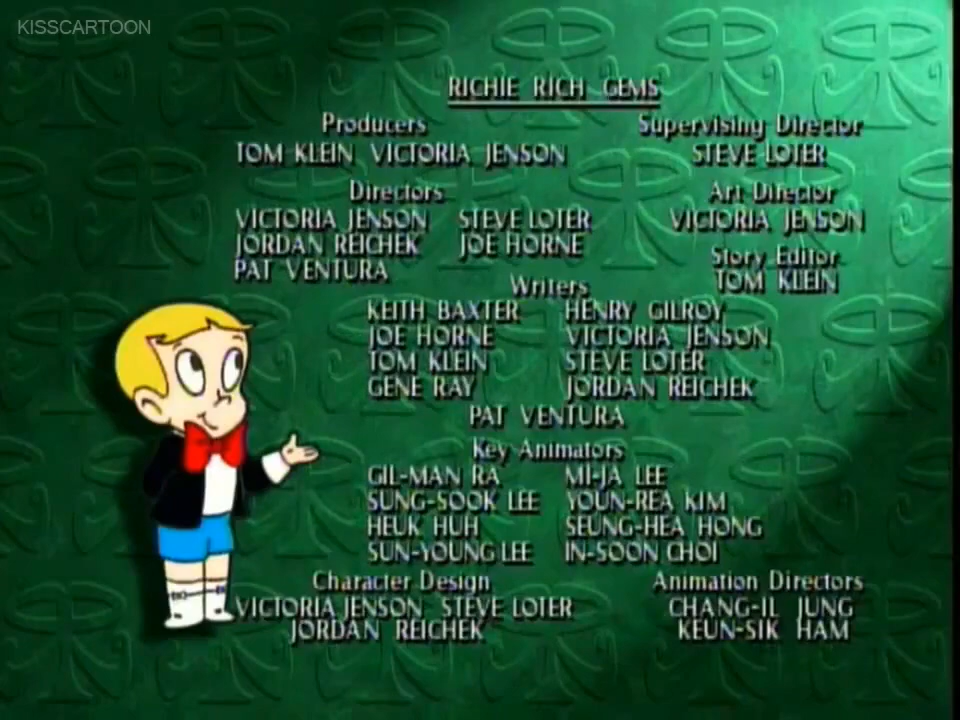 KISSCARTOON
RICHIE RICH GEMS
Producers
TOM KLEIN VICTORIA JENSON
Supervising Director
STEVE LOTER
Directors
VICTORIA JENSON STEVE LOTER
JORDAN REICHEK JOE HORNE
PAT VENTURA
Art Director
VICTORIA JENSON
Story Editor
TOM KLEIN
Writers
KEITH BAXTER HENRY GILROY
JOE HORNE VICTORIA JENSON
TOM KLEIN STEVE LOTER
GENE RAY JORDAN REICHEK
PAT VENTURA
Key Animators
GIL-MAN RA MI-JA LEE
SUNG-SOOK LEE YOUN-REA KIM
HEUK HUH SEUNG-HEA HONG
SUN-YOUNG LEE IN-SOON CHOI
Character Design
VICTORIA JENSON STEVE LOTER
JORDAN REICHEK
Animation Directors
CHANG-IL JUNG
KEUN-SIK HAM